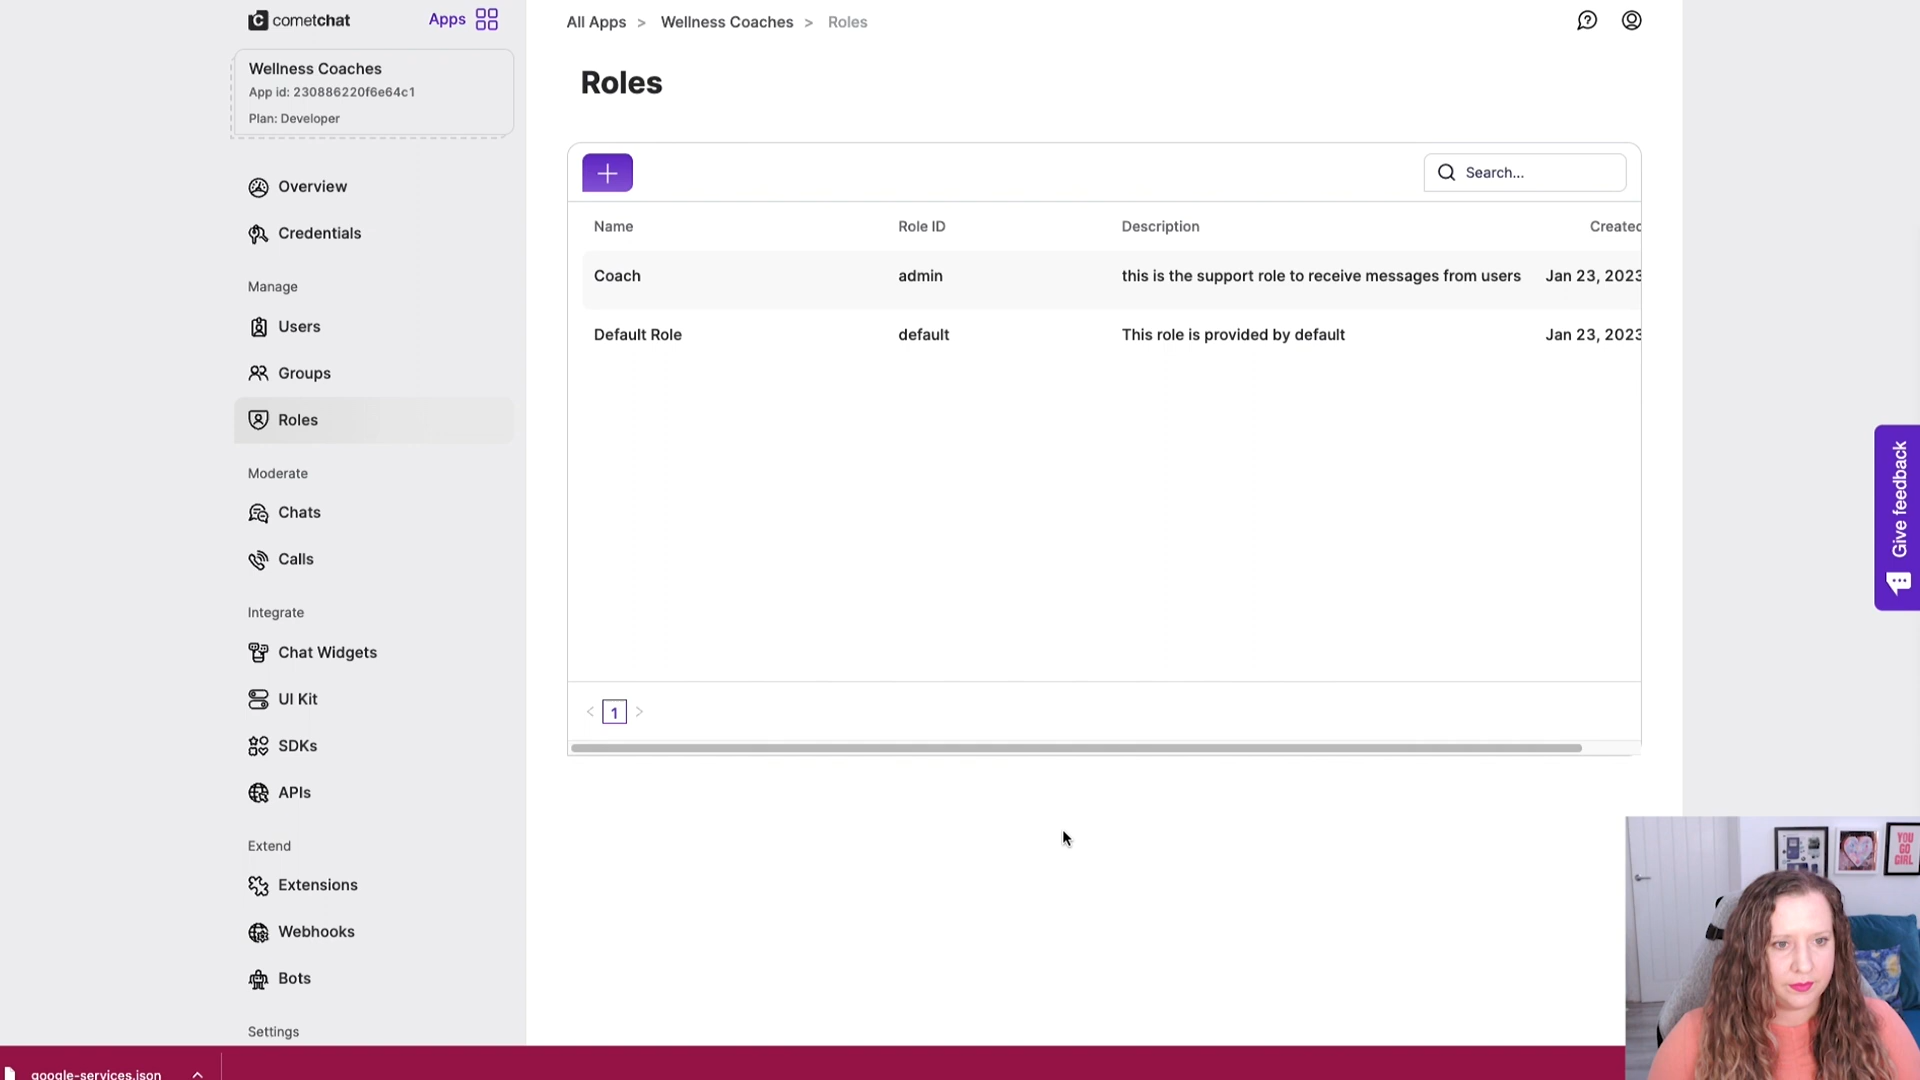 cometchat
Apps
Wellness Coaches
App id: 230886220f6e64c1
Plan: Developer
Overview
Credentials
Manage
Users
Groups
Roles
Moderate
Chats
Calls
Integrate
Chat Widgets
UI Kit
SDKs
APIs
Extend
Extensions
Webhooks
Bots
Settings
All Apps > Wellness Coaches > Roles
Roles
Search...
Name Role ID Description Created
Coach admin this is the support role to receive messages from users Jan 23, 2023
Default Role default This role is provided by default Jan 23, 2023
< 1 >
Give feedback
YOU
GO
GIRL
google-services.json